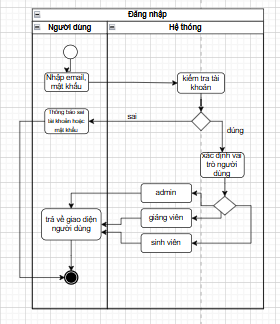 Đăng nhập
Người dùng
Hệ thống
Nhập email,
mật khẩu
kiểm tra tài
khoản
Thông báo sai
tài khoản hoặc
mật khẩu
sai
đúng
xác định vai
trò người
dùng
admin
giảng viên
sinh viên
trả về giao diện
người dùng